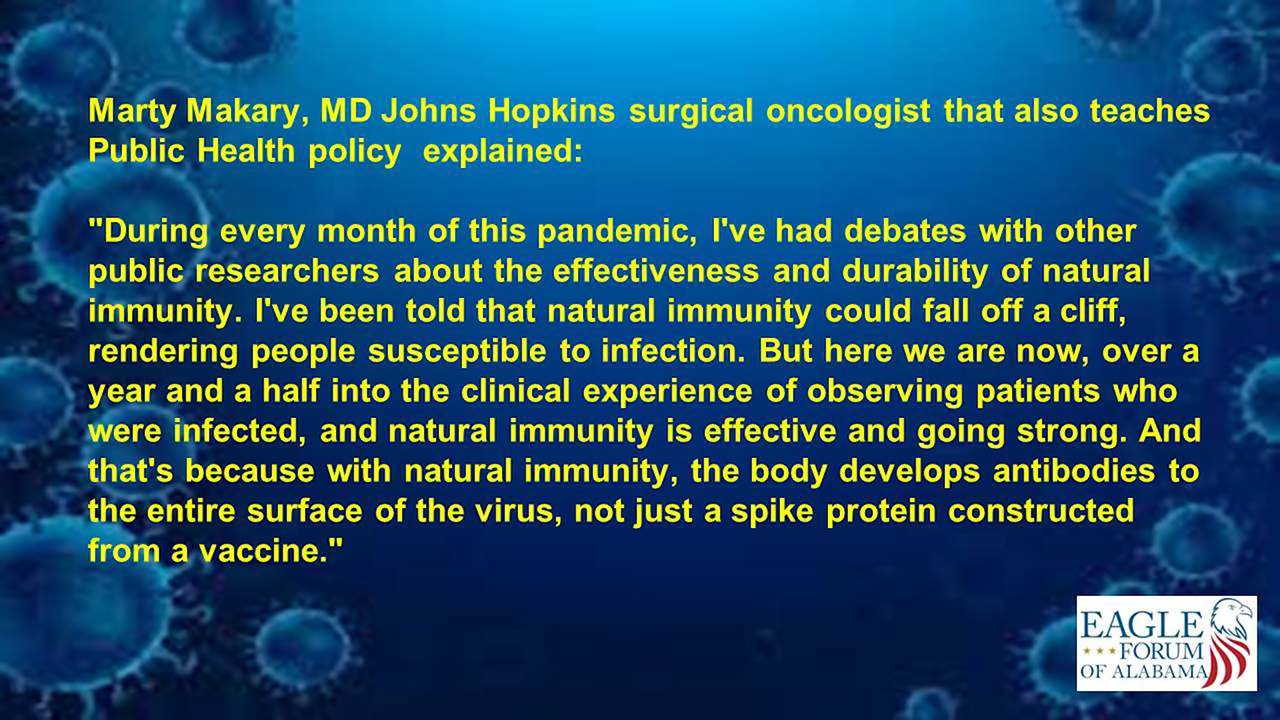 Marty Makary, MD Johns Hopkins surgical oncologist that also teaches
Public Health policy  explained:
"During every month of this pandemic, I've had debates with other
public researchers about the effectiveness and durability of natural
immunity. I've been told that natural immunity could fall off a cliff,
rendering people susceptible to infection. But here we are now, over a
year and a half into the clinical experience of observing patients who
were infected, and natural immunity is effective and going strong. And
that's because with natural immunity, the body develops antibodies to
the entire surface of the virus, not just a spike protein constructed
from a vaccine."
EAGLE
FORUM
OF ALABAMA